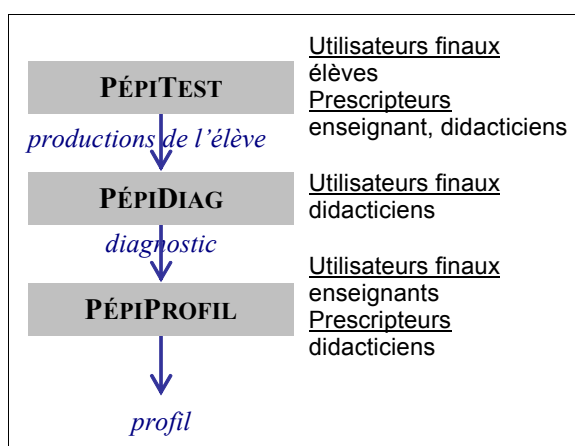 Utilisateurs finaux
élèves
PÉPITEST
Prescripteurs
enseignant, didacticiens
productions de l'élève
Utilisateurs finaux
PÉPIDIAG
didacticiens
diagnostic
Utilisateurs finaux
enseignants
PÉPIPROFIL
Prescripteurs
didacticiens
profil